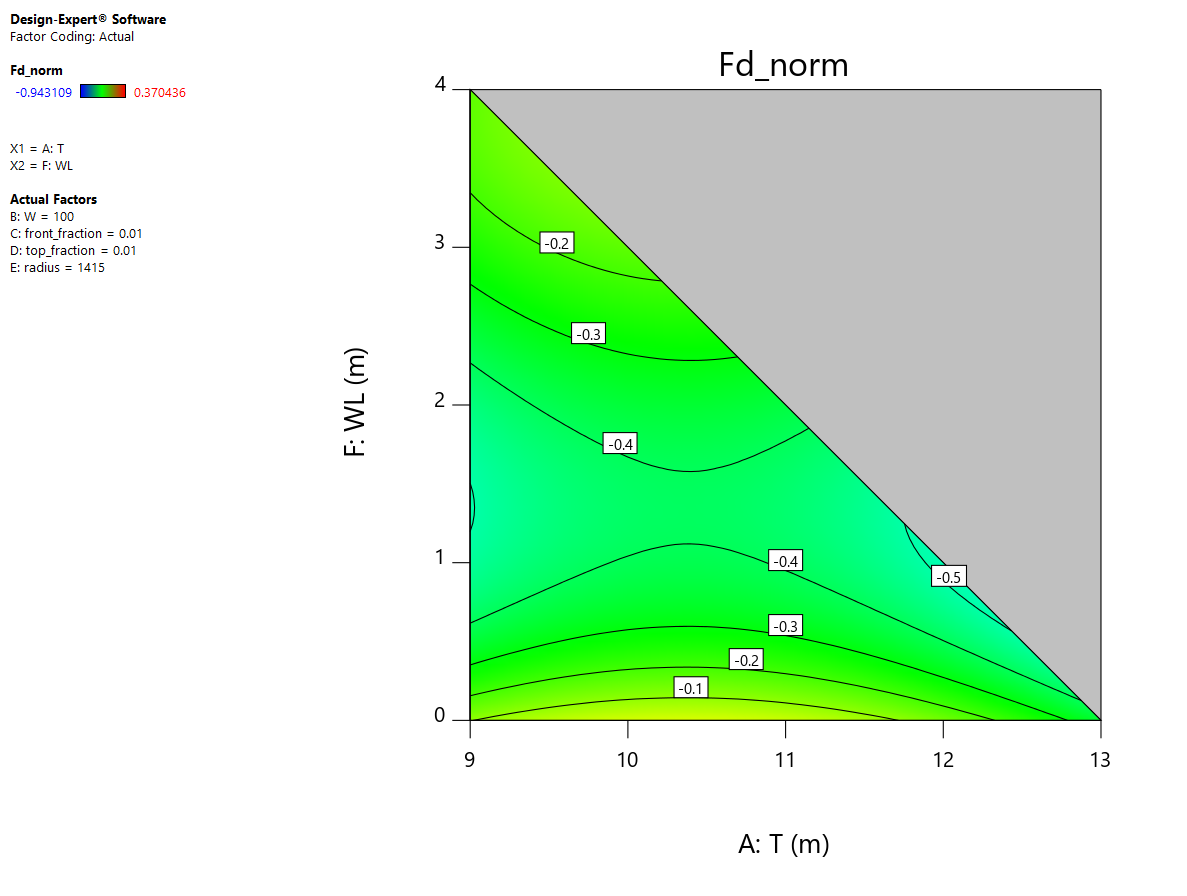 Design-Expert® Software
Factor Coding: Actual
Fd_norm
-0.943109 0.370436
X1 = A: T
X2 = F: WL
Actual Factors
B: W = 100
C: front_fraction = 0.01
D: top_fraction = 0.01
E: radius = 1415
Fd_norm
4
3
2
1
0
F: WL (m)
-0.2
-0.3
-0.4
-0.4
-0.5
-0.3
-0.2
-0.1
9 10 11 12 13
A: T (m)